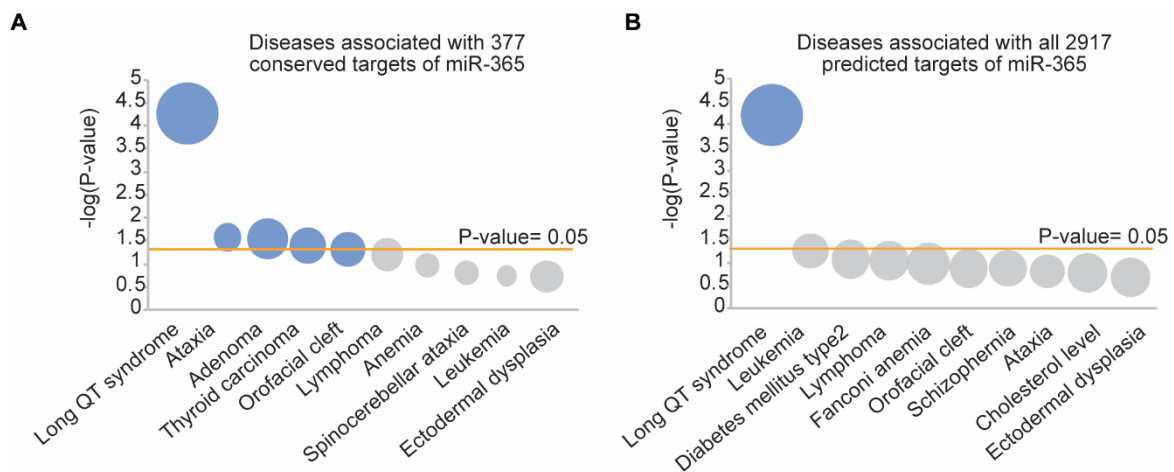 A
Diseases associated with 377
conserved targets of miR-365
-log(P-value)
5
4.5
4
3.5
3
2.5
2
1.5
1
0.5
0
P-value= 0.05
Long QT syndrome
Ataxia
Adenoma
Thyroid carcinoma
Orofacial cleft
Lymphoma
Anemia
Spinocerebellar ataxia
Leukemia
Ectodermal dysplasia
B
Diseases associated with all 2917
predicted targets of miR-365
-log(P-value)
5
4.5
4
3.5
3
2.5
2
1.5
1
0.5
0
P-value= 0.05
Long QT syndrome
Leukemia
Diabetes mellitus type2
Lymphoma
Fanconi anemia
Orofacial cleft
Schizophernia
Ataxia
Cholesterol level
Ectodermal dysplasia